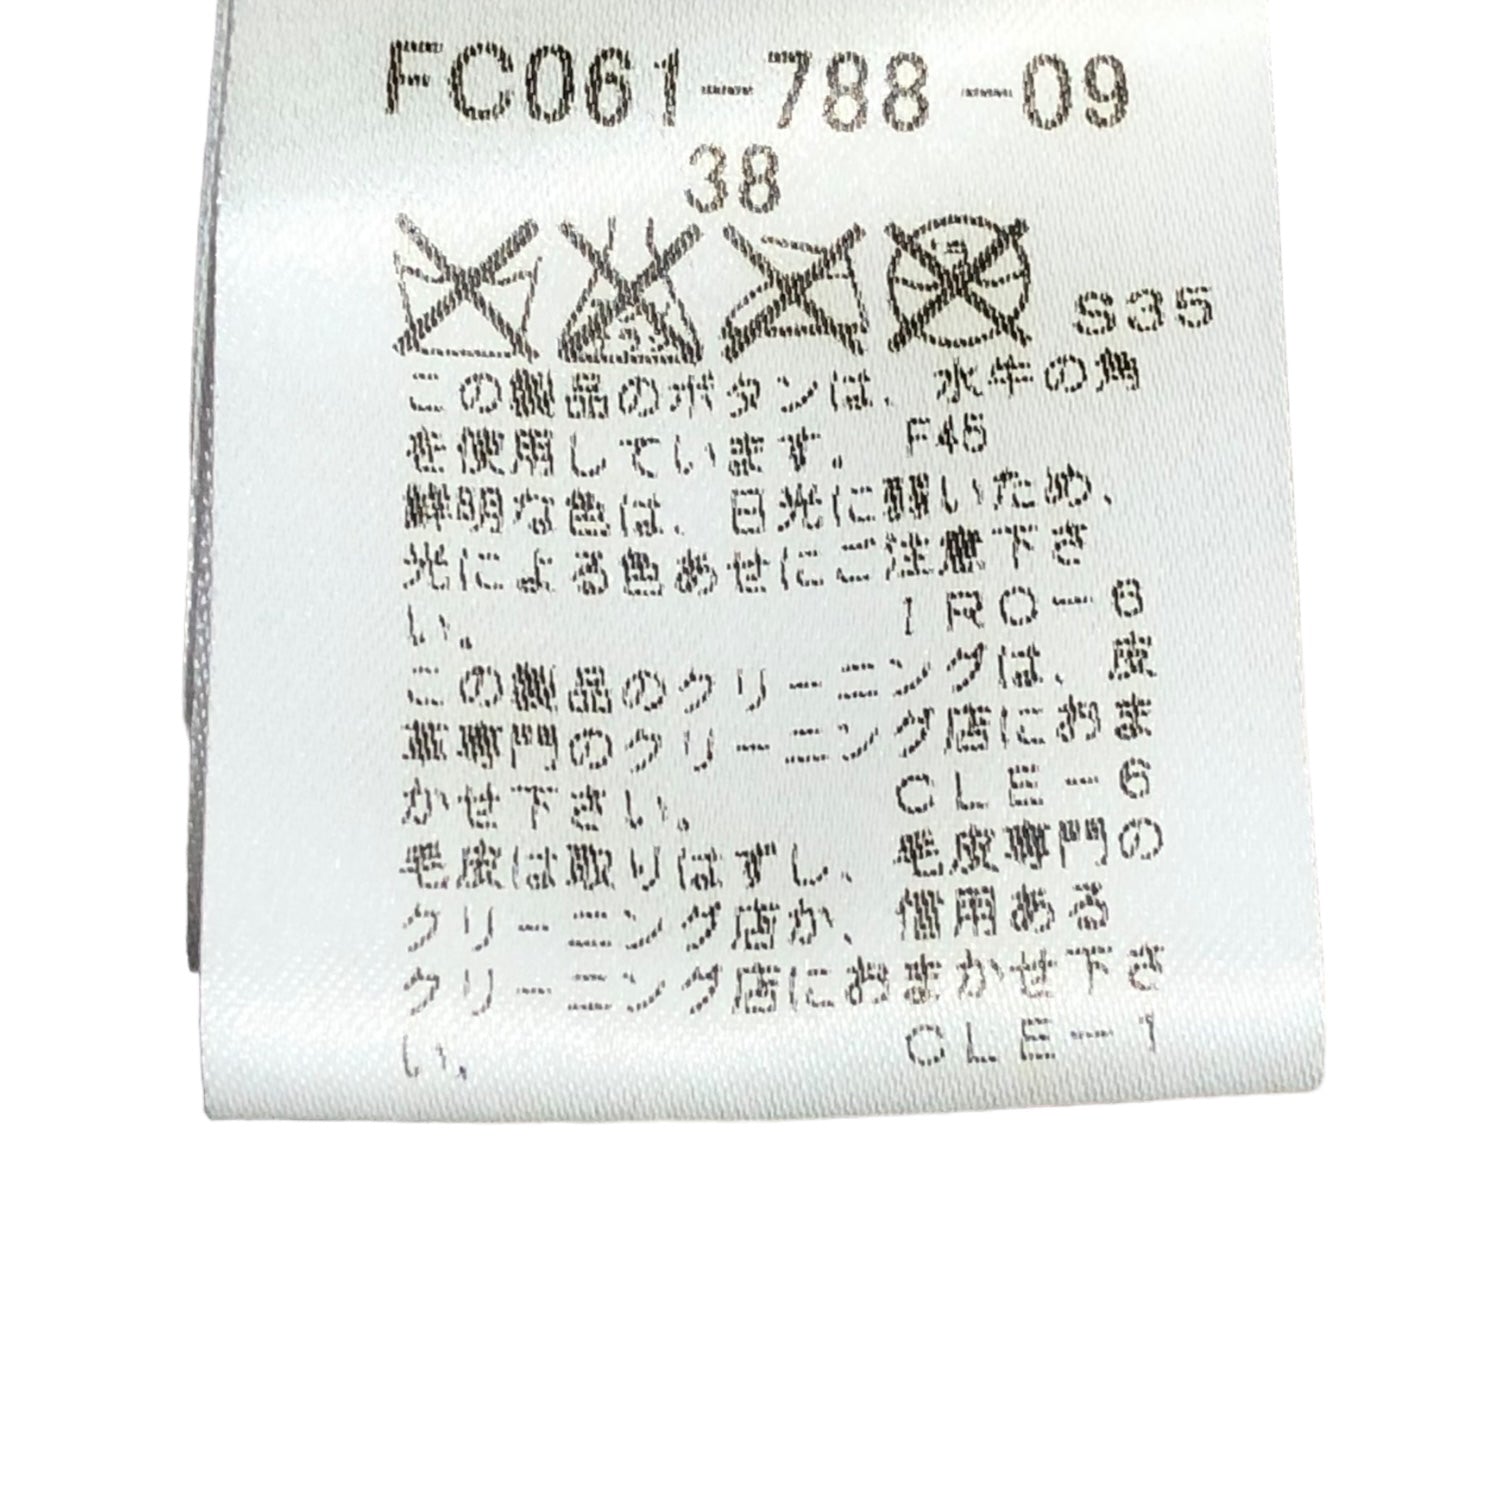 FC061-788-09
38
S35
この製品のボタンは、水牛の角
を使用しています。 F45
鮮明な色は、日光に弱いため、
光による色あせにご注意下さ
い。 IRO-6
この製品のクリーニングは、皮
革専門のクリーニング店におま
かせ下さい。 CLE-6
毛皮は取りはずし、毛皮専門の
クリーニング店か、信用ある
クリーニング店におまかせ下さ
い。 CLE-1